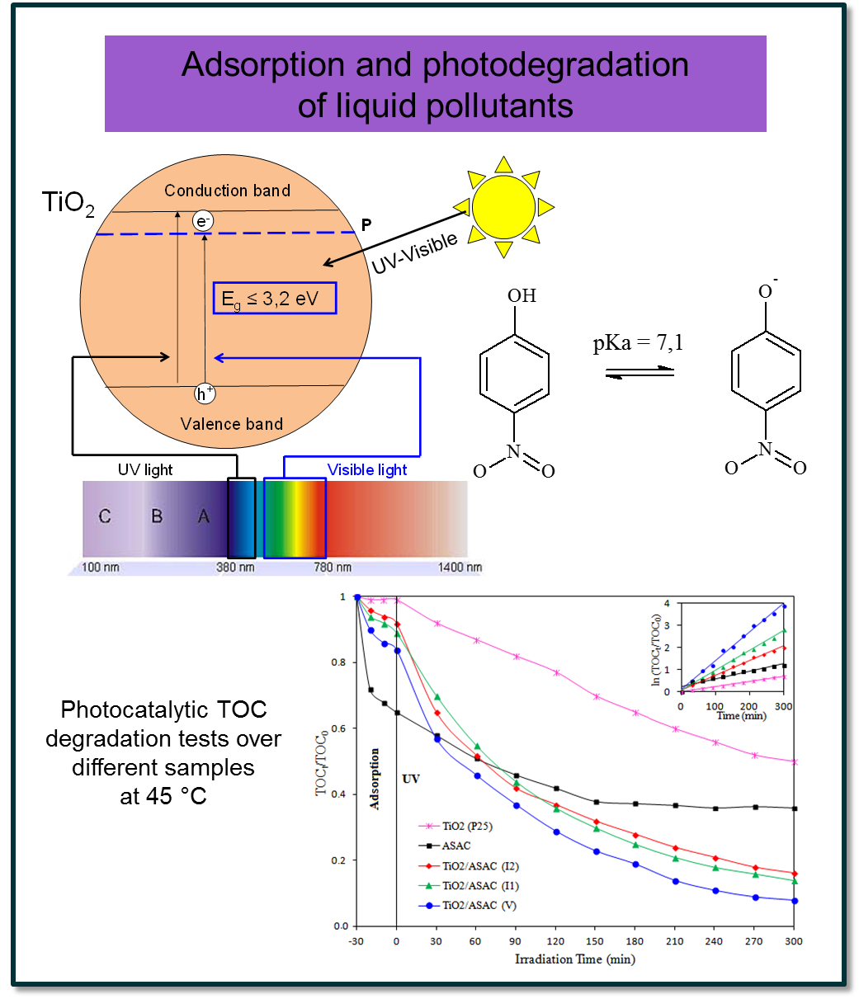 Adsorption and photodegradation
of liquid pollutants
TiO2
Conduction band
e-
P
UV-Visible
Eg ≤ 3,2 eV
h+
Valence band
OH
N
O
O
pKa = 7,1
O-
N
O
O
UV light
Visible light
C B A
100 nm 380 nm 780 nm 1400 nm
Photocatalytic TOC
degradation tests over
different samples
at 45 °C
TOCt/TOC0
1
0.8
0.6
0.4
0.2
0.0
-30 0 30 60 90 120 150 180 210 240 270 300
Irradiation Time (min)
Adsorption
UV
TiO2 (P25)
ASAC
TiO2/ASAC (I2)
TiO2/ASAC (I1)
TiO2/ASAC (V)
ln (TOCt/TOC0)
4
3
2
1
0
0 100 200 300
Time (min)